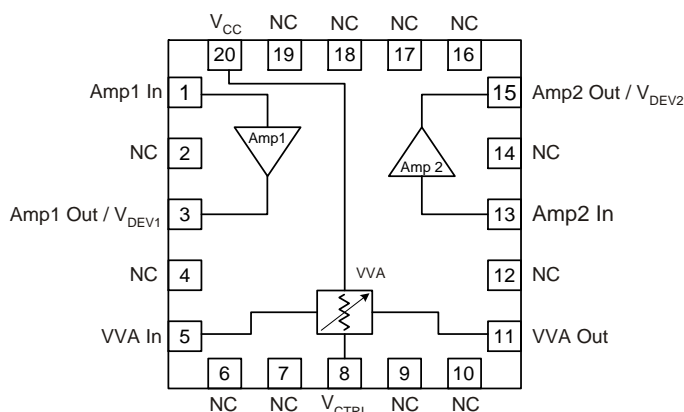 V_CC NC NC NC NC
20 19 18 17 16
Amp1 In 1 15 Amp2 Out / V_DEV2
Amp1 Amp 2
NC 2 14 NC
Amp1 Out / V_DEV1 3 13 Amp2 In
NC 4 12 NC
VVA
VVA In 5 11 VVA Out
6 7 8 9 10
NC NC V_CTRL NC NC